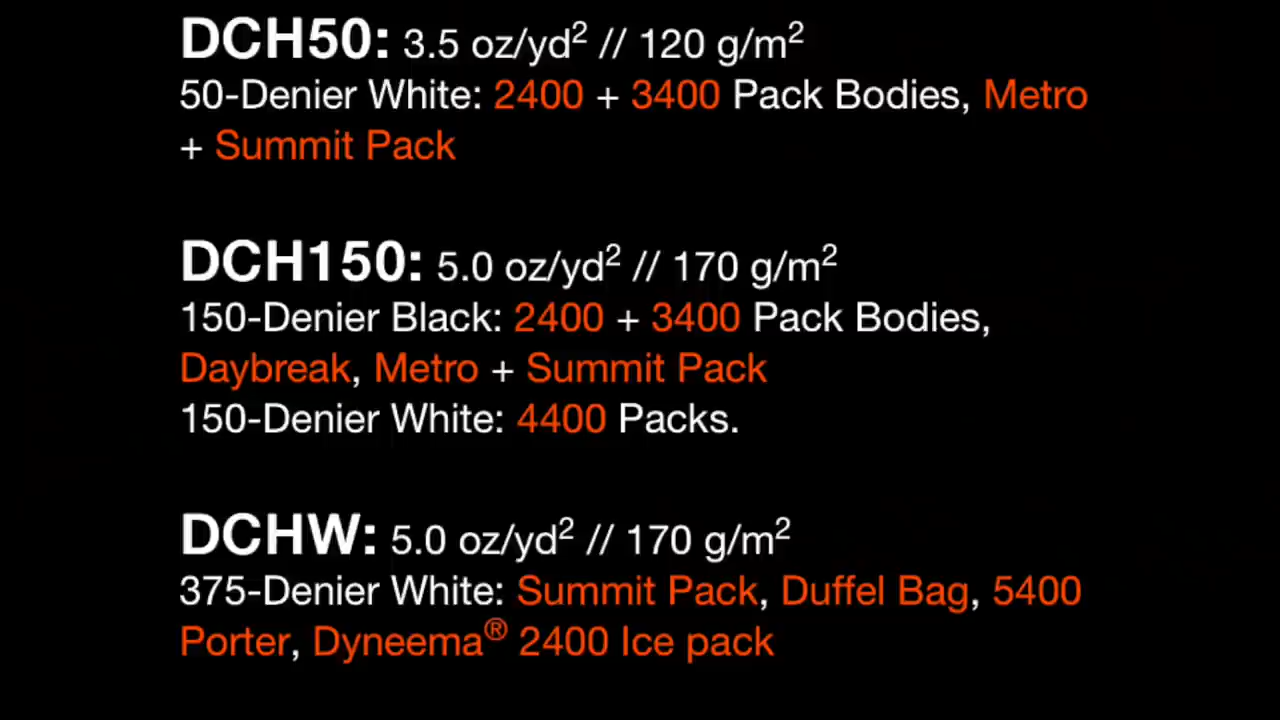 DCH50: 3.5 oz/yd² // 120 g/m²
50-Denier White: 2400 + 3400 Pack Bodies, Metro
+ Summit Pack
DCH150: 5.0 oz/yd² // 170 g/m²
150-Denier Black: 2400 + 3400 Pack Bodies,
Daybreak, Metro + Summit Pack
150-Denier White: 4400 Packs.
DCHW: 5.0 oz/yd² // 170 g/m²
375-Denier White: Summit Pack, Duffel Bag, 5400
Porter, Dyneema® 2400 Ice pack